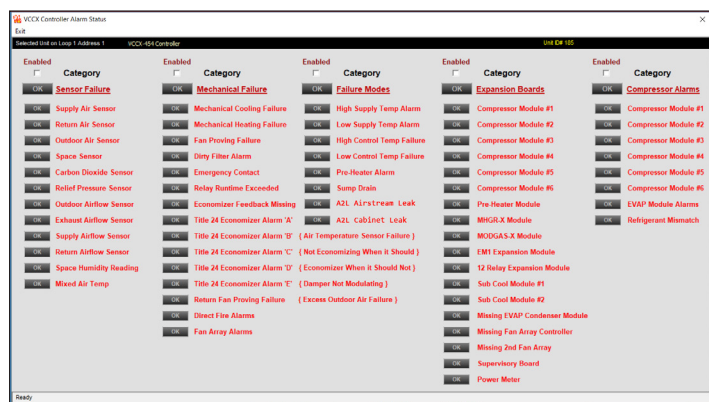 VCCX Controller Alarm Status
Exit
Selected Unit on Loop 1 Address 1 VCCX-454 Controller Unit ID# 185
Enabled Enabled Enabled Enabled Enabled
Category Category Category Category Category
OK Sensor Failure OK Mechanical Failure OK Failure Modes OK Expansion Boards OK Compressor Alarms
OK Supply Air Sensor OK Mechanical Cooling Failure OK High Supply Temp Alarm OK Compressor Module #1 OK Compressor Module #1
OK Return Air Sensor OK Mechanical Heating Failure OK Low Supply Temp Alarm OK Compressor Module #2 OK Compressor Module #2
OK Outdoor Air Sensor OK Fan Proving Failure OK High Control Temp Failure OK Compressor Module #3 OK Compressor Module #3
OK Space Sensor OK Dirty Filter Alarm OK Low Control Temp Failure OK Compressor Module #4 OK Compressor Module #4
OK Carbon Dioxide Sensor OK Emergency Contact OK Pre-Heater Alarm OK Compressor Module #5 OK Compressor Module #5
OK Relief Pressure Sensor OK Relay Runtime Exceeded OK Sump Drain OK Compressor Module #6 OK Compressor Module #6
OK Outdoor Airflow Sensor OK Economizer Feedback Missing OK A2L Airstream Leak OK Pre-Heater Module OK EVAP Module Alarms
OK Exhaust Airflow Sensor OK Title 24 Economizer Alarm 'A' OK A2L Cabinet Leak OK MHGR-X Module OK Refrigerant Mismatch
OK Supply Airflow Sensor OK Title 24 Economizer Alarm 'B' ( Air Temperature Sensor Failure ) OK MODGAS-X Module
OK Return Airflow Sensor OK Title 24 Economizer Alarm 'C' ( Not Economizing When it Should ) OK EM1 Expansion Module
OK Space Humidity Reading OK Title 24 Economizer Alarm 'D' ( Economizer When it Should Not ) OK 12 Relay Expansion Module
OK Mixed Air Temp OK Title 24 Economizer Alarm 'E' ( Damper Not Modulating ) OK Sub Cool Module #1
OK Return Fan Proving Failure ( Excess Outdoor Air Failure ) OK Sub Cool Module #2
OK Direct Fire Alarms OK Missing EVAP Condenser Module
OK Fan Array Alarms OK Missing Fan Array Controller
OK Missing 2nd Fan Array
OK Supervisory Board
OK Power Meter
Ready